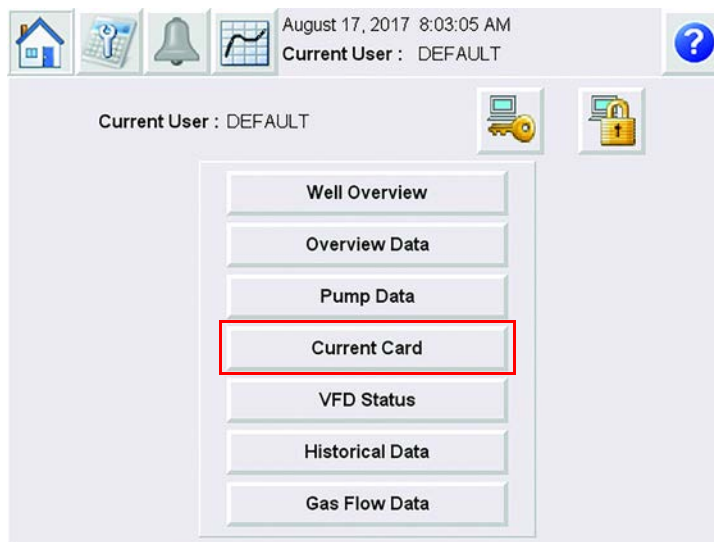 August 17, 2017 8:03:05 AM
Current User : DEFAULT
?
Current User : DEFAULT
Well Overview
Overview Data
Pump Data
Current Card
VFD Status
Historical Data
Gas Flow Data